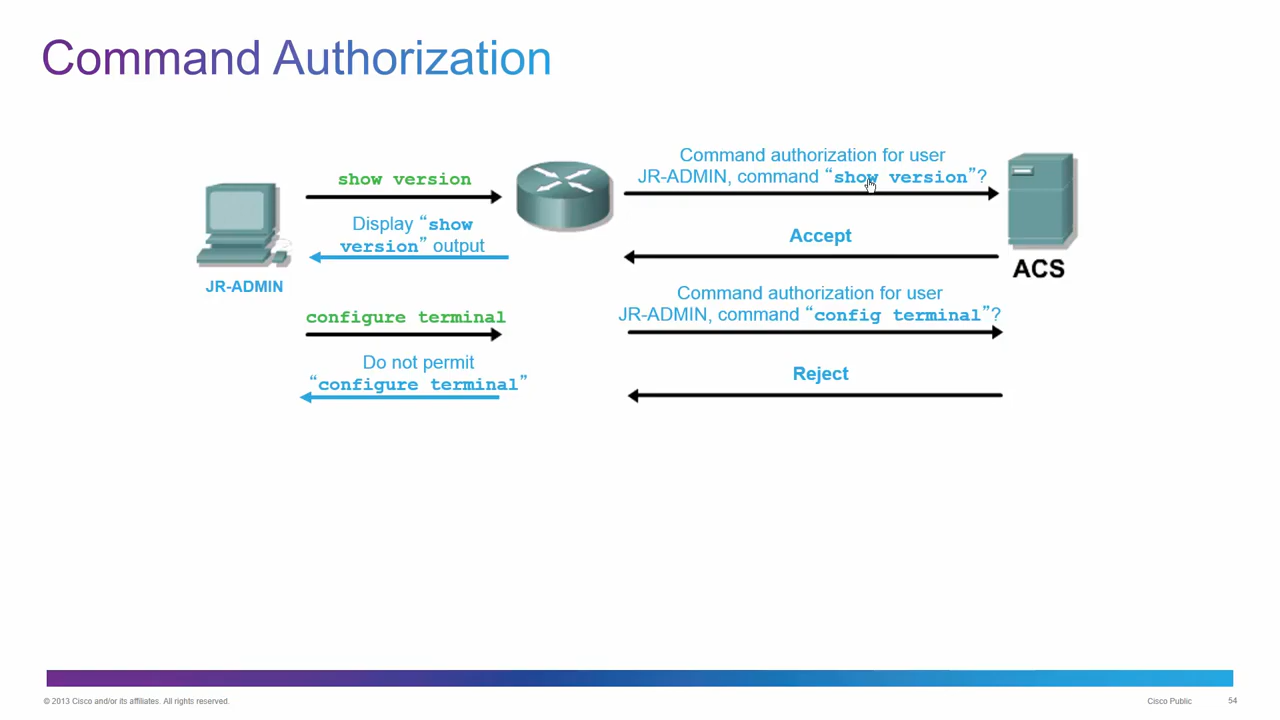 Command Authorization
show version
Command authorization for user
JR-ADMIN, command “show version”?
Display “show
version” output
Accept
JR-ADMIN
ACS
configure terminal
Command authorization for user
JR-ADMIN, command “config terminal”?
Do not permit
“configure terminal”
Reject
© 2013 Cisco and/or its affiliates. All rights reserved.
Cisco Public
54